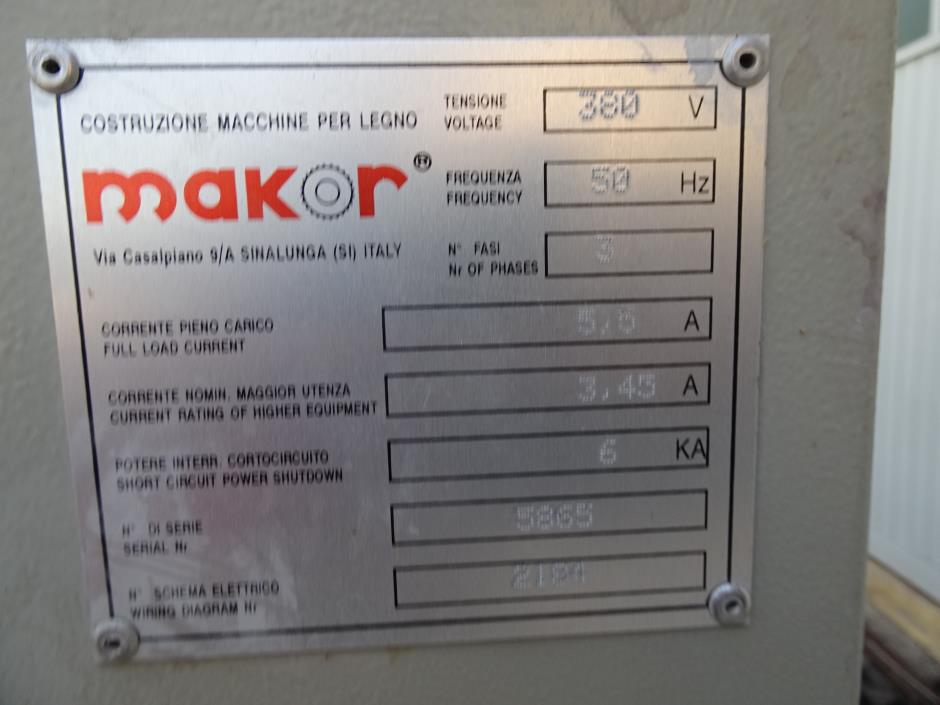 COSTRUZIONE MACCHINE PER LEGNO
makor®
Via Casalpiano 9/A SINALUNGA (SI) ITALY
TENSIONE
VOLTAGE
380 V
FREQUENZA
FREQUENCY
50 Hz
N° FASI
Nr OF PHASES
3
CORRENTE PIENO CARICO
FULL LOAD CURRENT
A
CORRENTE NOMIN. MAGGIOR UTENZA
CURRENT RATING OF HIGHER EQUIPMENT
3.45 A
POTERE INTERR. CORTOCIRCUITO
SHORT CIRCUIT POWER SHUTDOWN
6 KA
N° DI SERIE
SERIAL Nr
5865
N° SCHEMA ELETTRICO
WIRING DIAGRAM Nr
2184